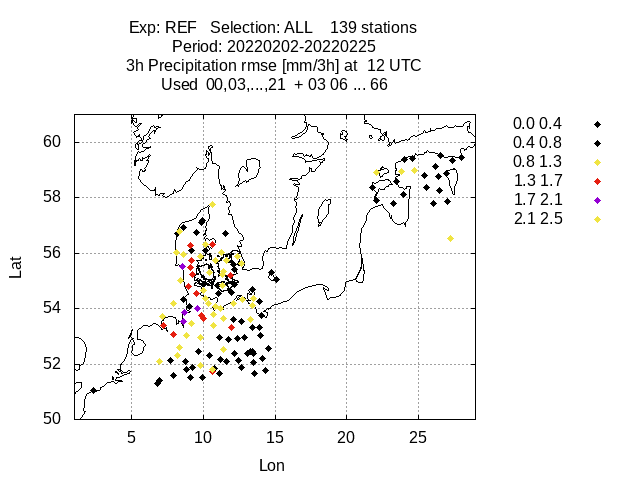 Exp: REF   Selection: ALL    139 stations
Period: 20220202-20220225
3h Precipitation rmse [mm/3h] at  12 UTC
Used  00,03,...,21  + 03 06 ... 66
0.0 0.4
0.4 0.8
0.8 1.3
1.3 1.7
1.7 2.1
2.1 2.5
60
58
56
54
52
50
Lat
5 10 15 20 25
Lon